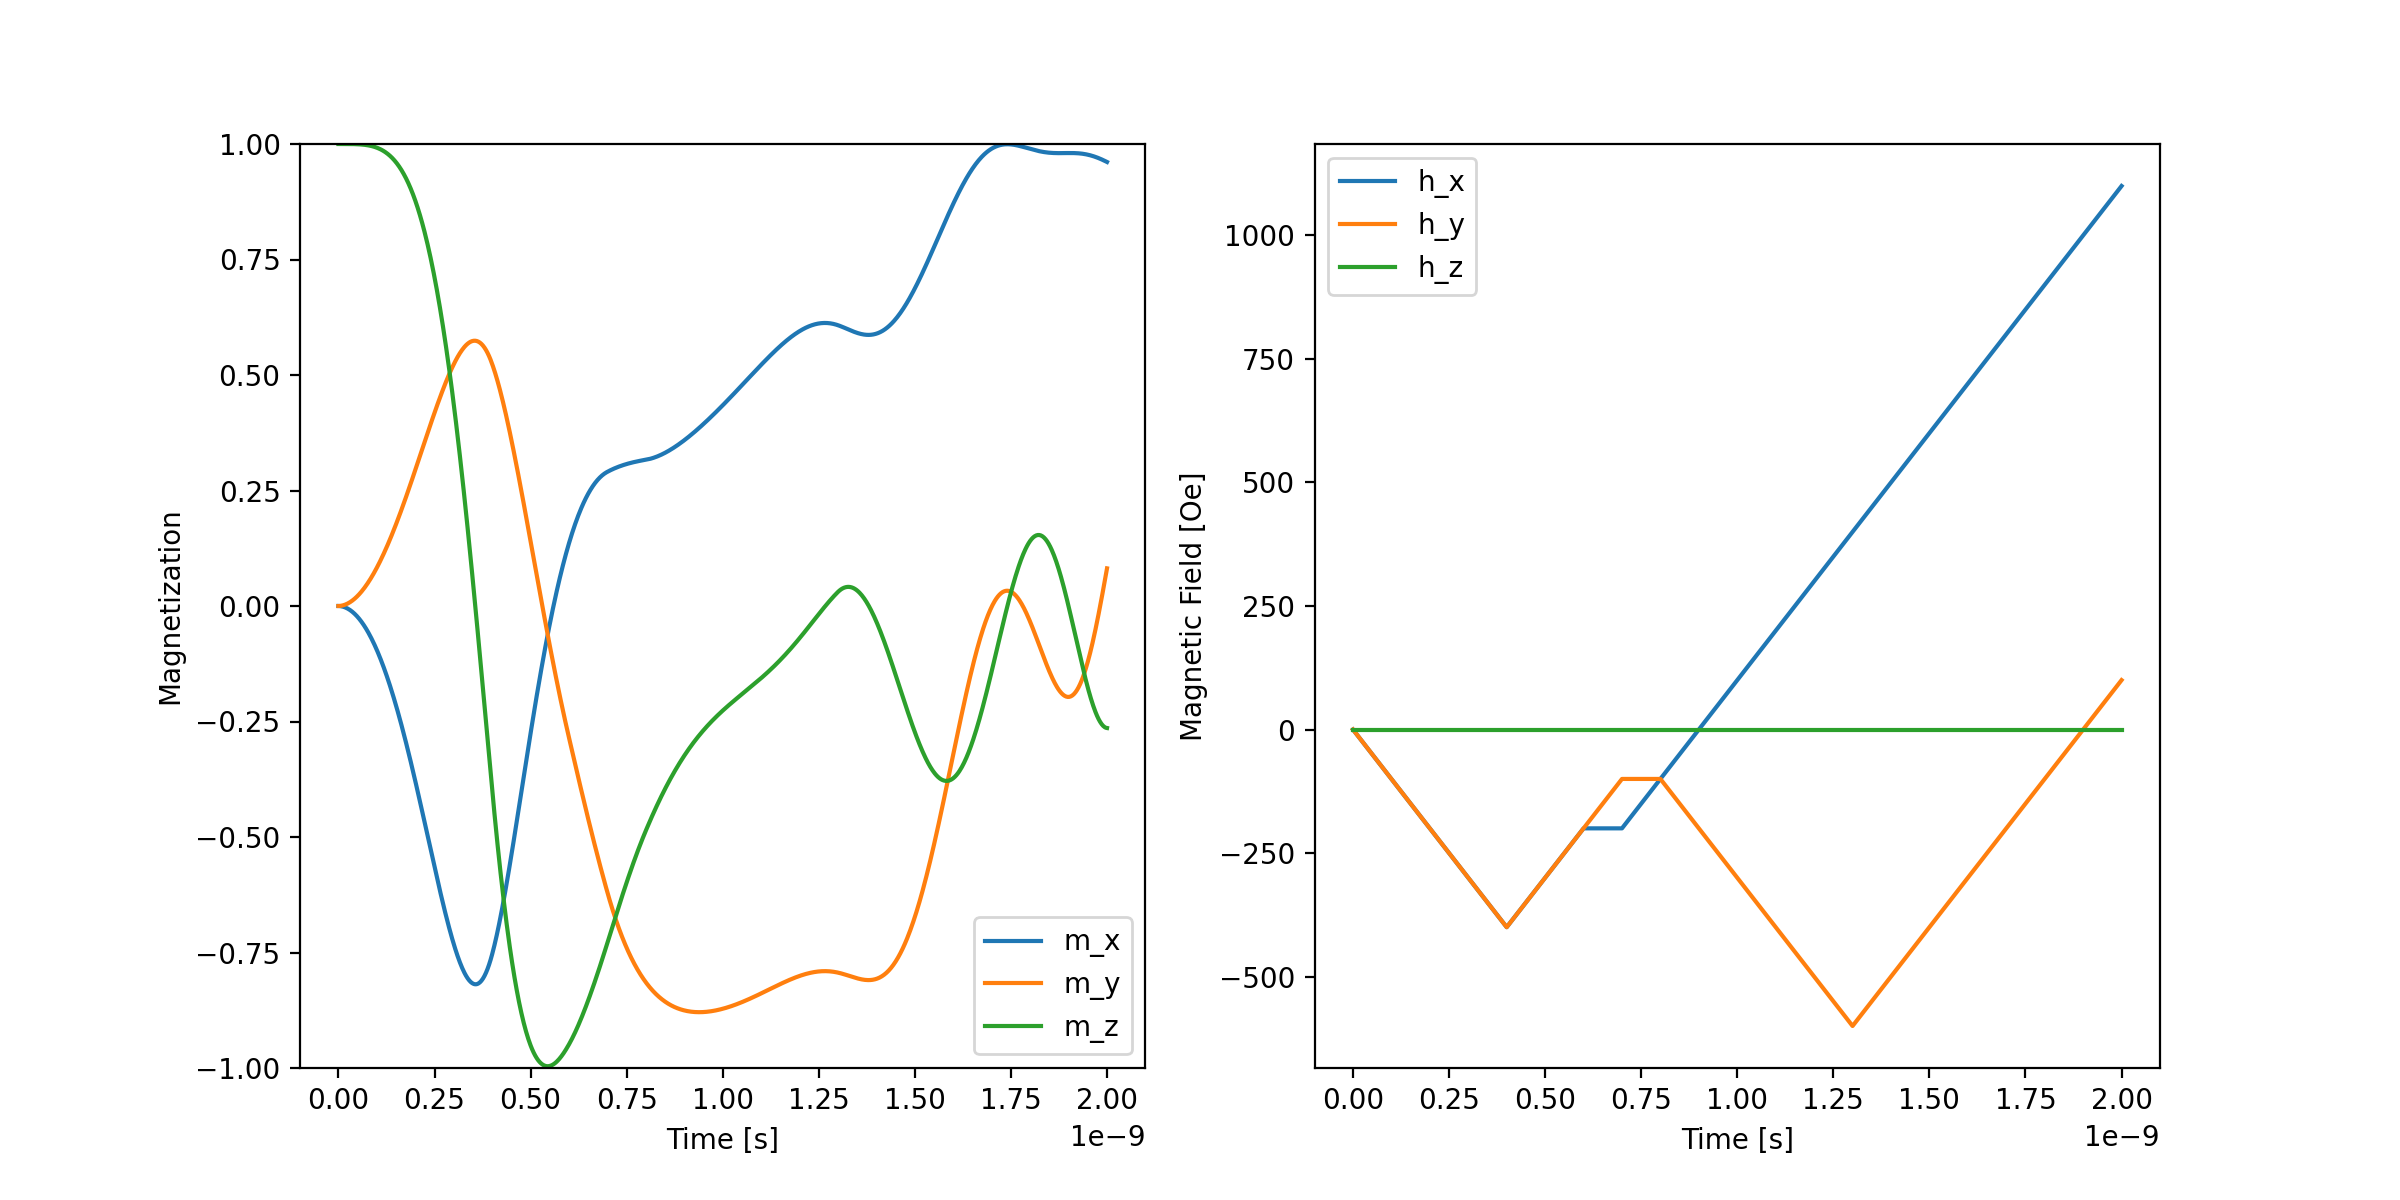 1.00
0.75
0.50
0.25
0.00
−0.25
−0.50
−0.75
−1.00
Magnetization
0.00 0.25 0.50 0.75 1.00 1.25 1.50 1.75 2.00
Time [s]
1e−9
m_x
m_y
m_z
1000
750
500
250
0
−250
−500
Magnetic Field [Oe]
0.00 0.25 0.50 0.75 1.00 1.25 1.50 1.75 2.00
Time [s]
1e−9
h_x
h_y
h_z